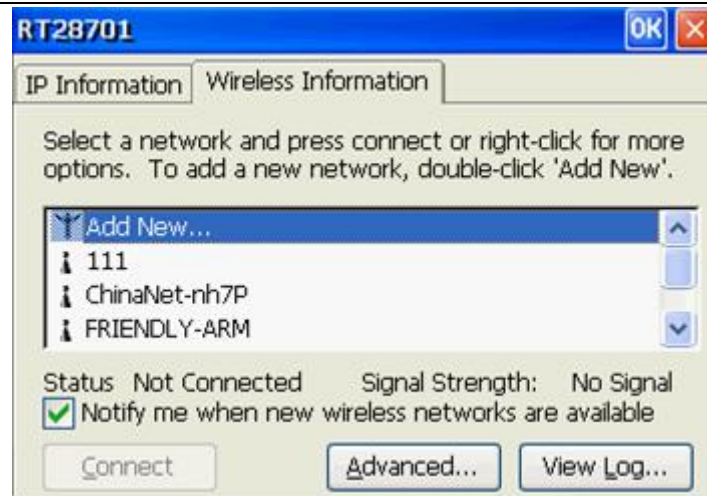 RT28701 OK
IP Information Wireless Information
Select a network and press connect or right-click for more
options. To add a new network, double-click 'Add New'.
Add New...
111
ChinaNet-nh7P
FRIENDLY-ARM
Status Not Connected Signal Strength: No Signal
Notify me when new wireless networks are available
Connect Advanced... View Log...